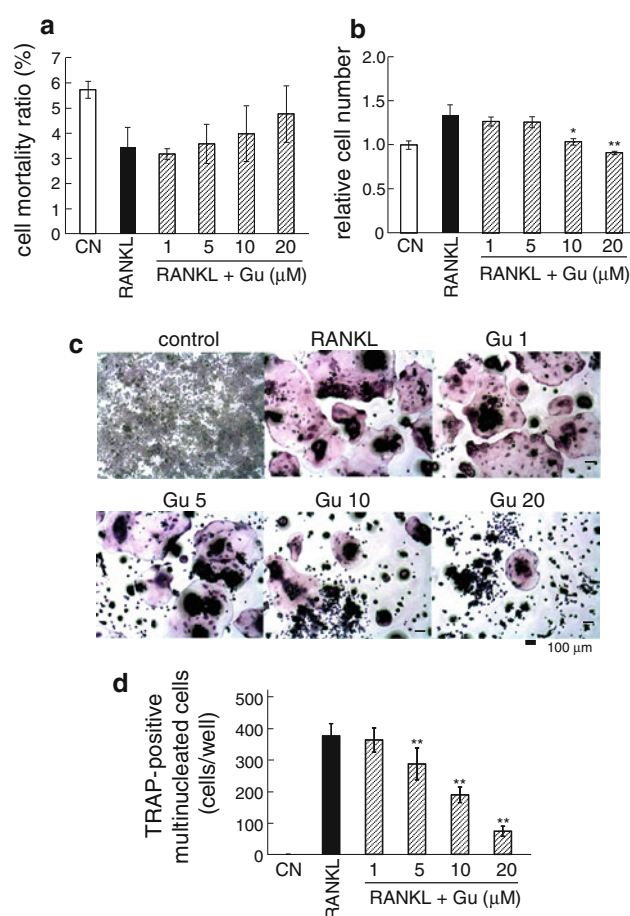 a
cell mortality ratio (%)
7
6
5
4
3
2
1
0
CN
RANKL
1 5 10 20
RANKL + Gu (μM)
b
relative cell number
2.0
1.5
1.0
0.5
0
*
**
CN
RANKL
1 5 10 20
RANKL + Gu (μM)
c
control RANKL Gu 1
Gu 5 Gu 10 Gu 20
100 μm
d
TRAP-positive
multinucleated cells
(cells/well)
500
400
300
200
100
0
**
**
**
CN
RANKL
1 5 10 20
RANKL + Gu (μM)